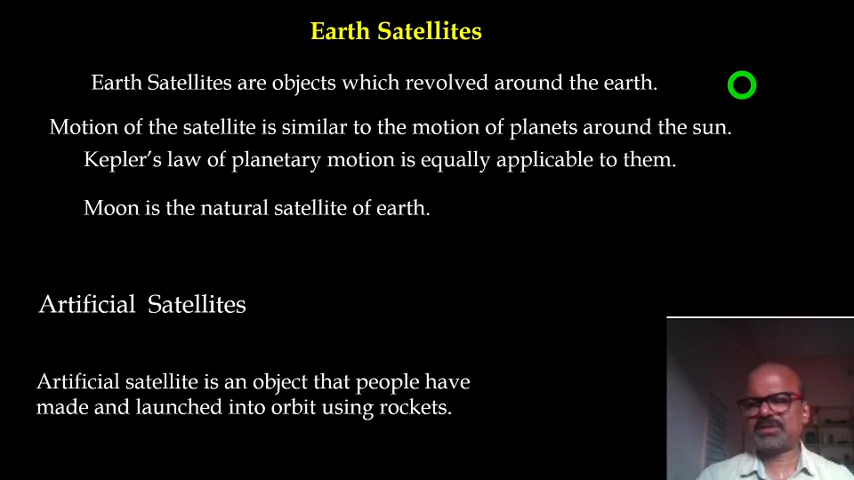 Earth Satellites
Earth Satellites are objects which revolved around the earth.
Motion of the satellite is similar to the motion of planets around the sun.
Kepler’s law of planetary motion is equally applicable to them.
Moon is the natural satellite of earth.
Artificial Satellites
Artificial satellite is an object that people have
made and launched into orbit using rockets.